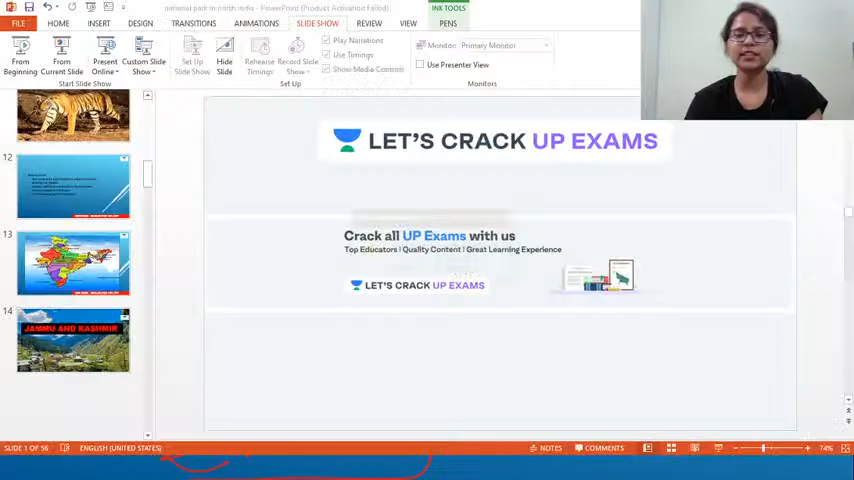 national park in north india - PowerPoint (Product Activation Failed)
INK TOOLS
FILE HOME INSERT DESIGN TRANSITIONS ANIMATIONS SLIDE SHOW REVIEW VIEW PENS
From Beginning
From Current Slide
Present Online
Custom Slide Show
Set Up Slide Show
Hide Slide
Rehearse Timings
Record Slide Show
Play Narrations
Use Timings
Show Media Controls
Monitor: Primary Monitor
Use Presenter View
Start Slide Show
Set Up
Monitors
12
13
14
JAMMU AND KASHMIR
LET'S CRACK UP EXAMS
Crack all UP Exams with us
Top Educators | Quality Content | Great Learning Experience
LET'S CRACK UP EXAMS
SLIDE 1 OF 56 ENGLISH (UNITED STATES) NOTES COMMENTS 74%